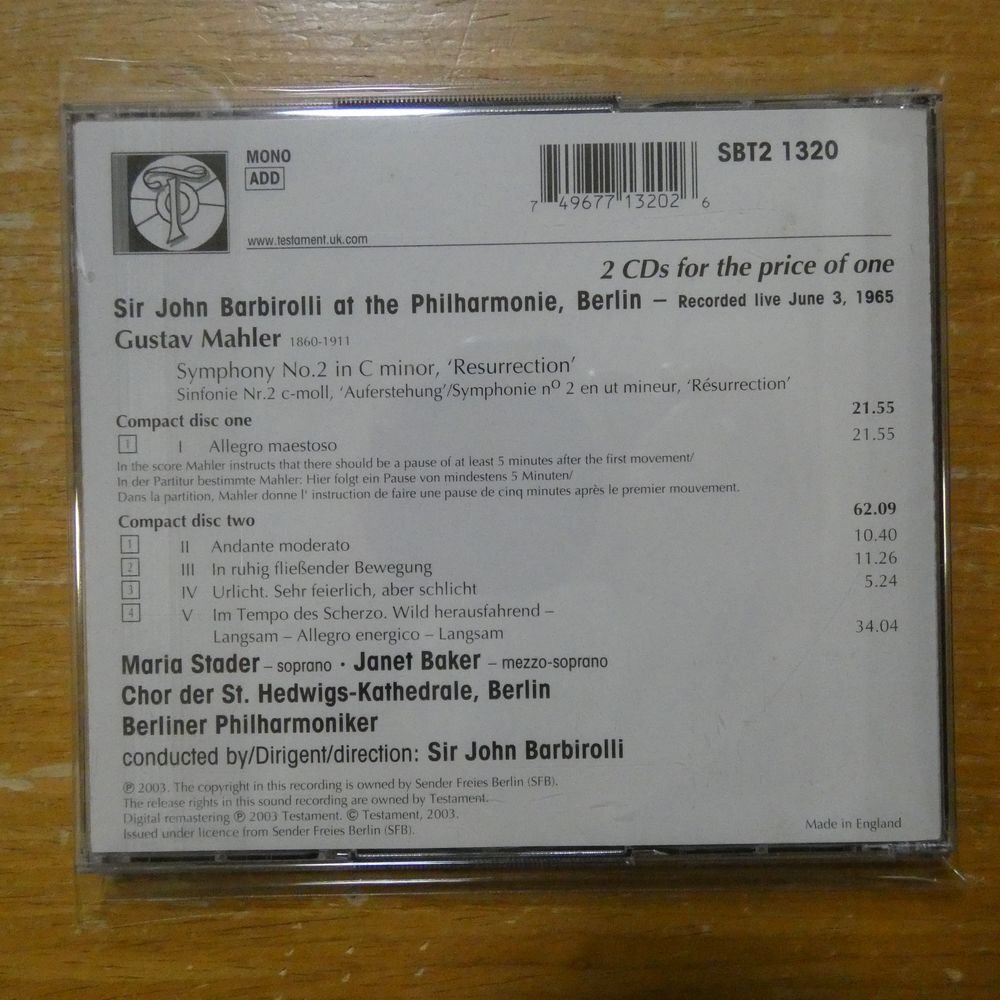 MONO
ADD
SBT2 1320
7 49677 13202 6
www.testament.uk.com
2 CDs for the price of one
Sir John Barbirolli at the Philharmonie, Berlin – Recorded live June 3, 1965
Gustav Mahler 1860-1911
Symphony No.2 in C minor, ‘Resurrection’
Sinfonie Nr.2 c-moll, ‘Auferstehung’/Symphonie nº 2 en ut mineur, ‘Résurrection’
Compact disc one 21.55
1 I Allegro maestoso 21.55
In the score Mahler instructs that there should be a pause of at least 5 minutes after the first movement/
In der Partitur bestimmte Mahler: Hier folgt ein Pause von mindestens 5 Minuten/
Dans la partition, Mahler donne l' instruction de faire une pause de cinq minutes après le premier mouvement.
Compact disc two 62.09
1 II Andante moderato 10.40
2 III In ruhig fließender Bewegung 11.26
3 IV Urlicht. Sehr feierlich, aber schlicht 5.24
4 V Im Tempo des Scherzo. Wild herausfahrend –
Langsam – Allegro energico – Langsam 34.04
Maria Stader – soprano · Janet Baker – mezzo-soprano
Chor der St. Hedwigs-Kathedrale, Berlin
Berliner Philharmoniker
conducted by/Dirigent/direction: Sir John Barbirolli
℗ 2003. The copyright in this recording is owned by Sender Freies Berlin (SFB).
The release rights in this sound recording are owned by Testament.
Digital remastering ℗ 2003 Testament. © Testament, 2003.
Issued under licence from Sender Freies Berlin (SFB).
Made in England